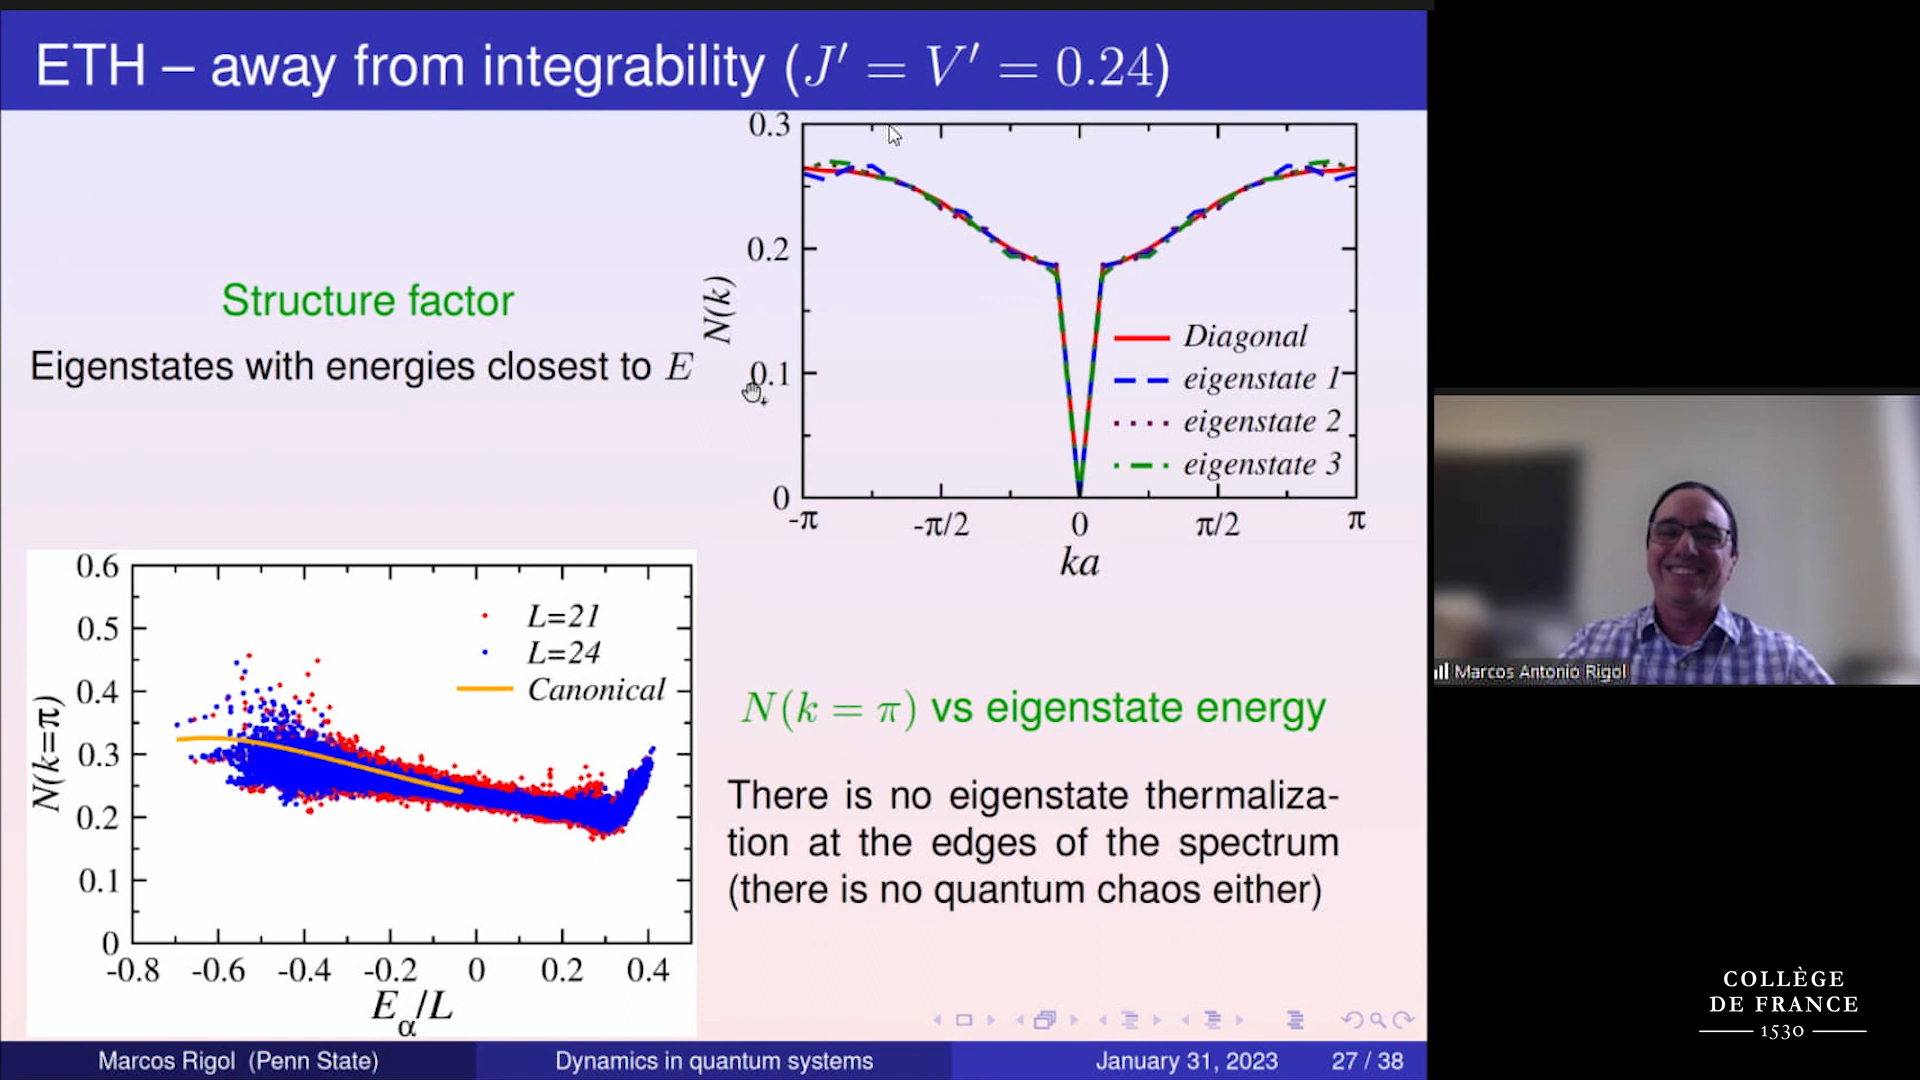 ETH – away from integrability (J′ = V′ = 0.24)
Structure factor
Eigenstates with energies closest to E
0.3
0.2
0.1
0
N(k)
-π
-π/2
0
π/2
π
ka
Diagonal
eigenstate 1
eigenstate 2
eigenstate 3
0.6
0.5
0.4
0.3
0.2
0.1
0
N(k=π)
L=21
L=24
Canonical
-0.8
-0.6
-0.4
-0.2
0
0.2
0.4
Eα/L
N(k = π) vs eigenstate energy
There is no eigenstate thermaliza-
tion at the edges of the spectrum
(there is no quantum chaos either)
Marcos Rigol (Penn State)
Dynamics in quantum systems
January 31, 2023
27 / 38
Marcos Antonio Rigol
COLLÈGE
DE FRANCE
1530